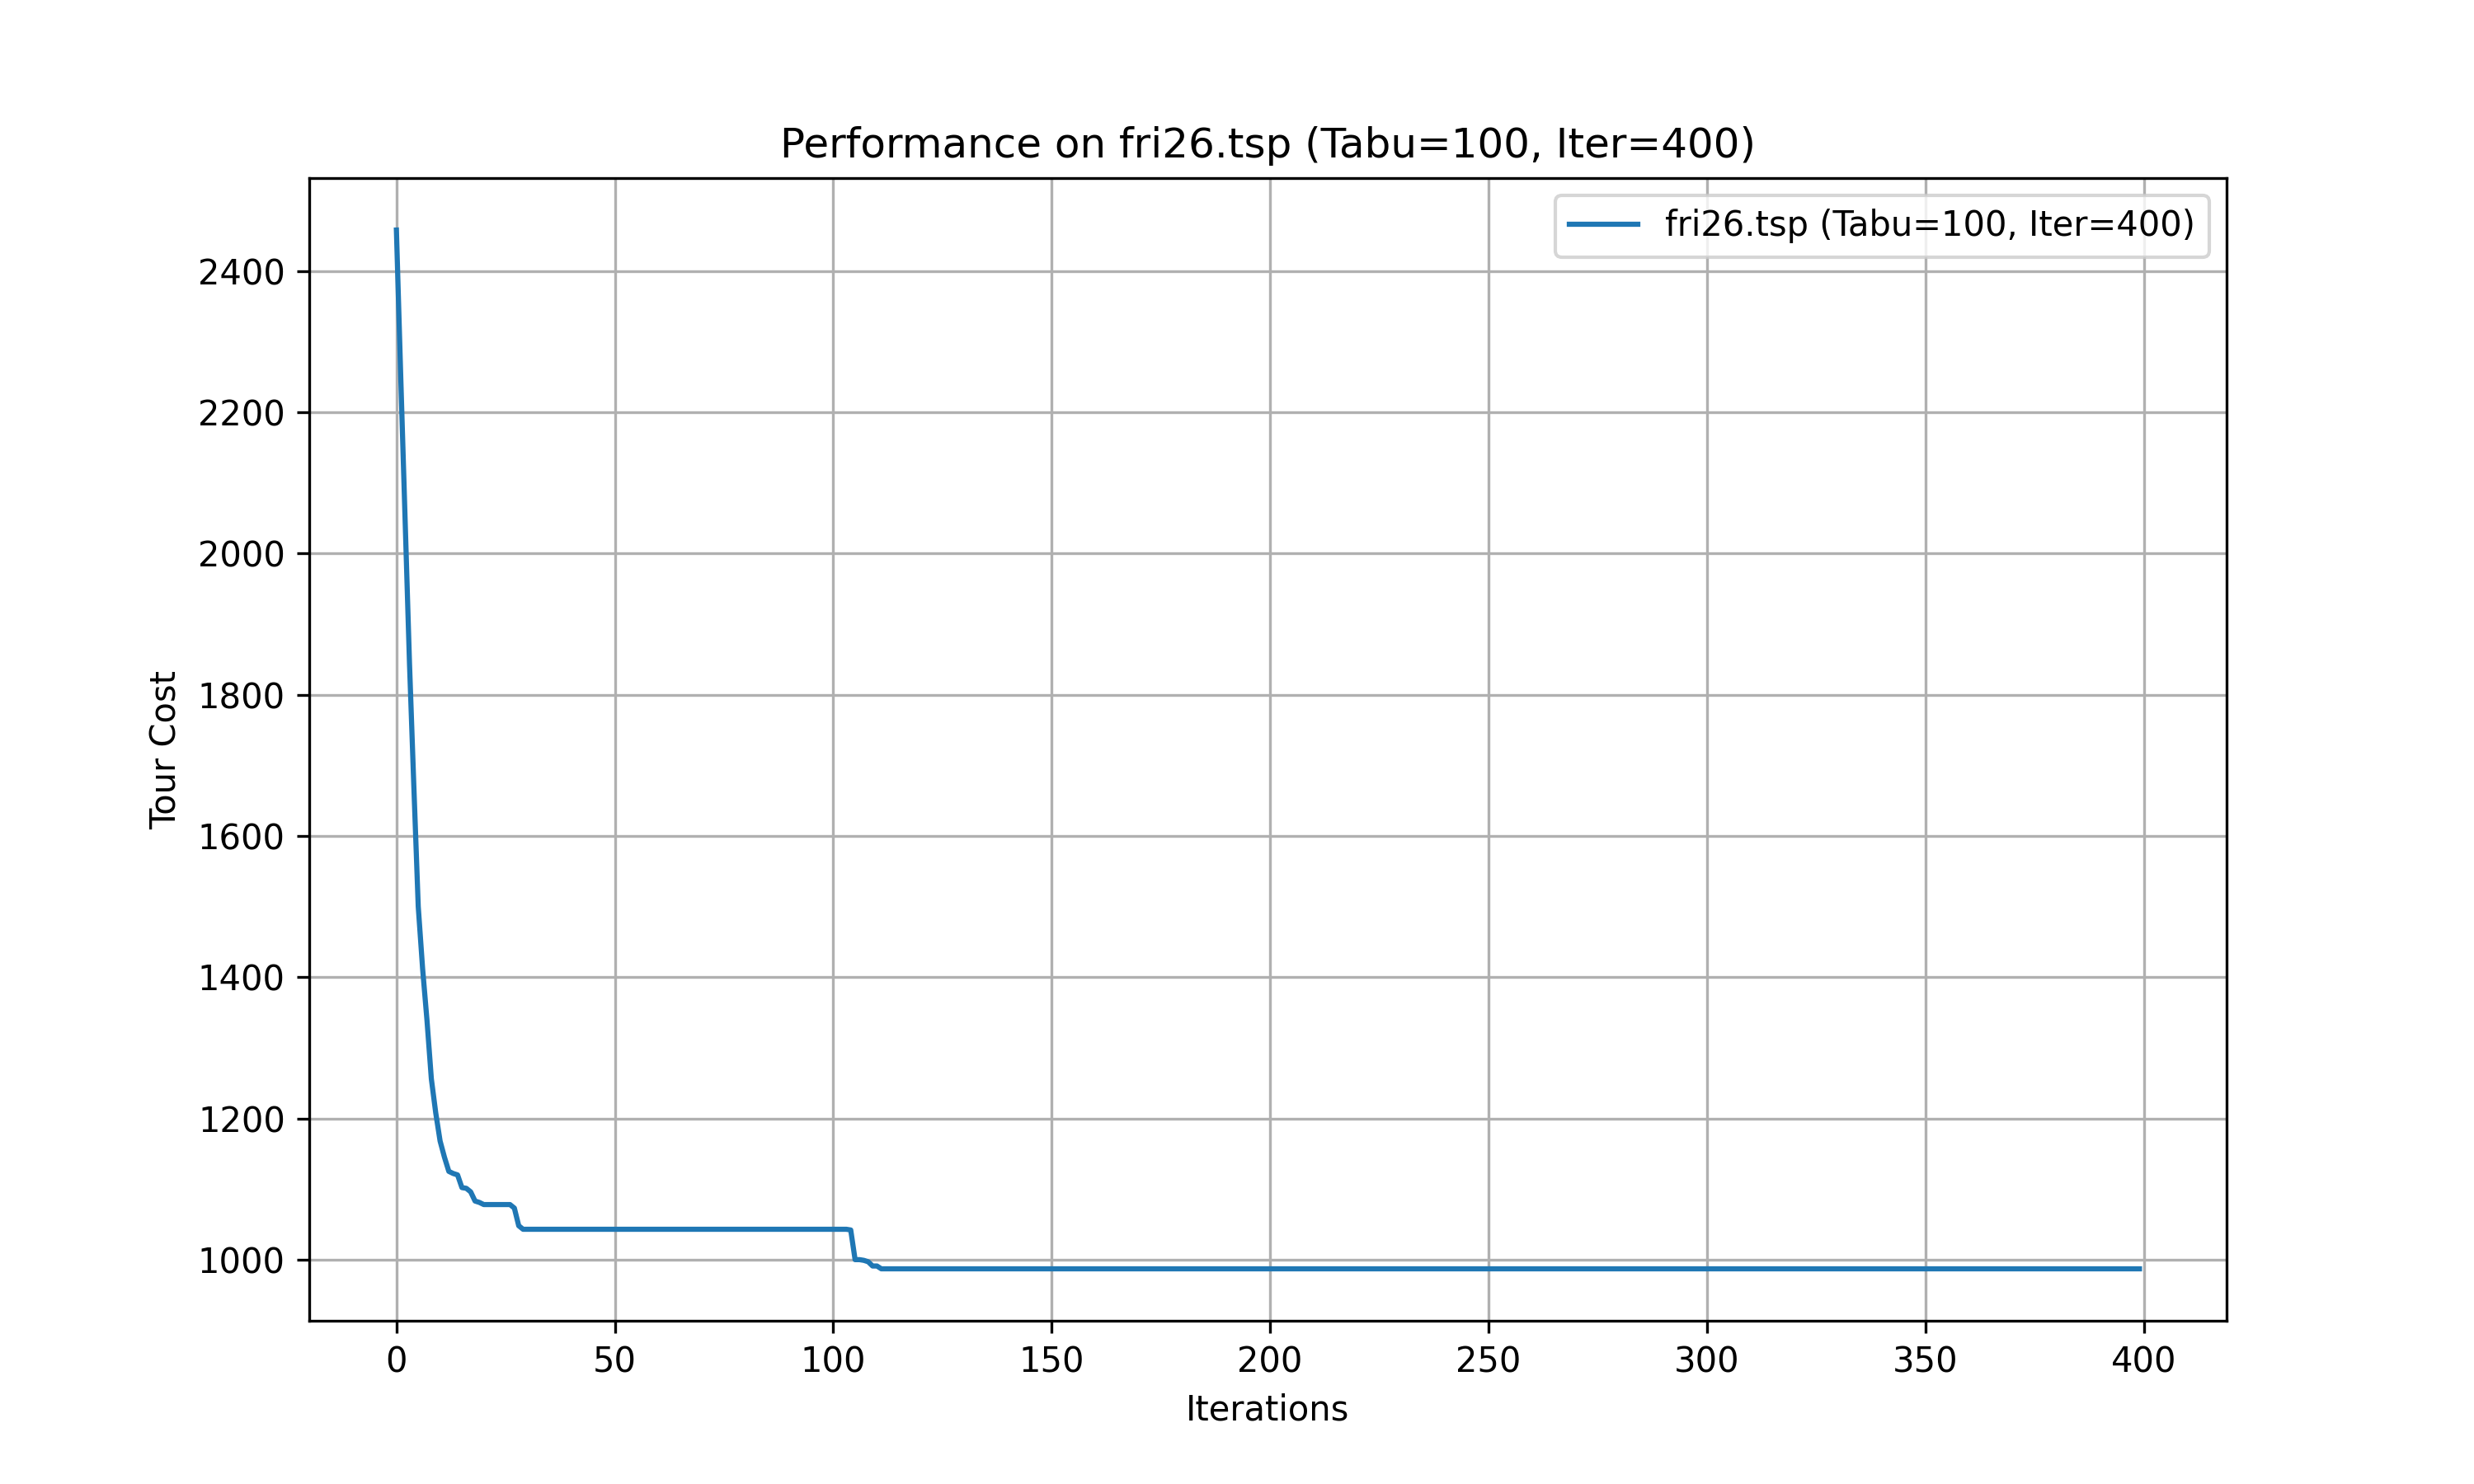 Performance on fri26.tsp (Tabu=100, Iter=400)
fri26.tsp (Tabu=100, Iter=400)
Tour Cost
2400
2200
2000
1800
1600
1400
1200
1000
0 50 100 150 200 250 300 350 400
Iterations